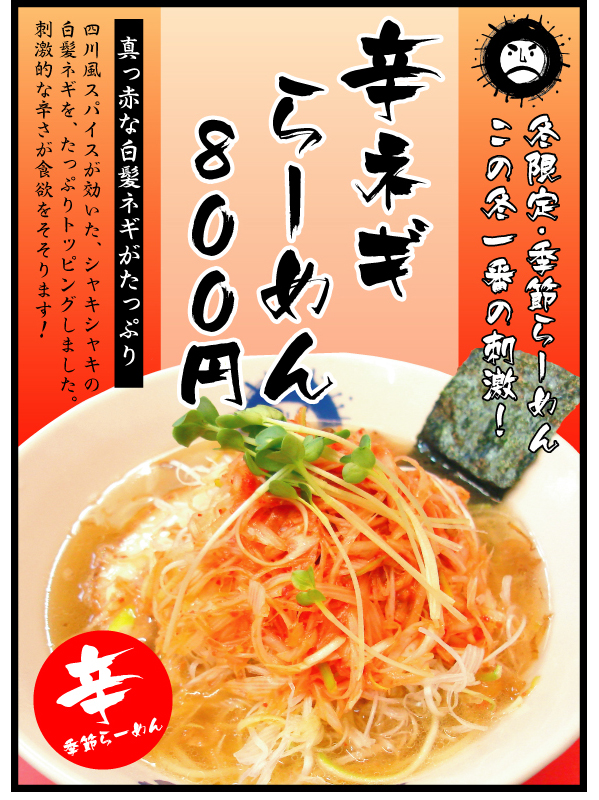 冬限定・季節らーめん
この冬一番の刺激！
辛ネギ
らーめん
800円
真っ赤な白髪ネギがたっぷり
四川風スパイスが効いた、シャキシャキの
白髪ネギを、たっぷりトッピングしました。
刺激的な辛さが食欲をそそります！
辛
季節らーめん